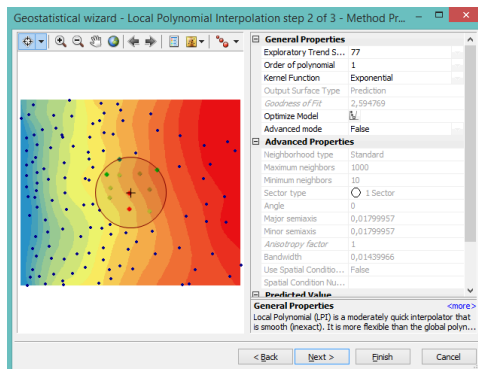 Geostatistical wizard - Local Polynomial Interpolation step 2 of 3 - Method Pr...
General Properties
Exploratory Trend S... 77
Order of polynomial 1
Kernel Function Exponential
Output Surface Type Prediction
Goodness of Fit 2,594769
Optimize Model
Advanced mode False
Advanced Properties
Neighborhood type Standard
Maximum neighbors 1000
Minimum neighbors 10
Sector type 1 Sector
Angle 0
Major semiaxis 0,01799957
Minor semiaxis 0,01799957
Anisotropy factor 1
Bandwidth 0,01439966
Use Spatial Conditio... False
Spatial Condition Nu...
Predicted Value
General Properties <more>
Local Polynomial (LPI) is a moderately quick interpolator that
is smooth (inexact). It is more flexible than the global polyn...
< Back Next > Finish Cancel